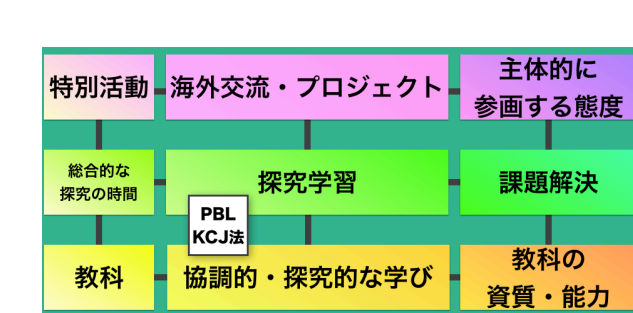 特別活動
海外交流・プロジェクト
主体的に
参画する態度
総合的な
探究の時間
探究学習
課題解決
PBL
KCJ法
教科
協調的・探究的な学び
教科の
資質・能力